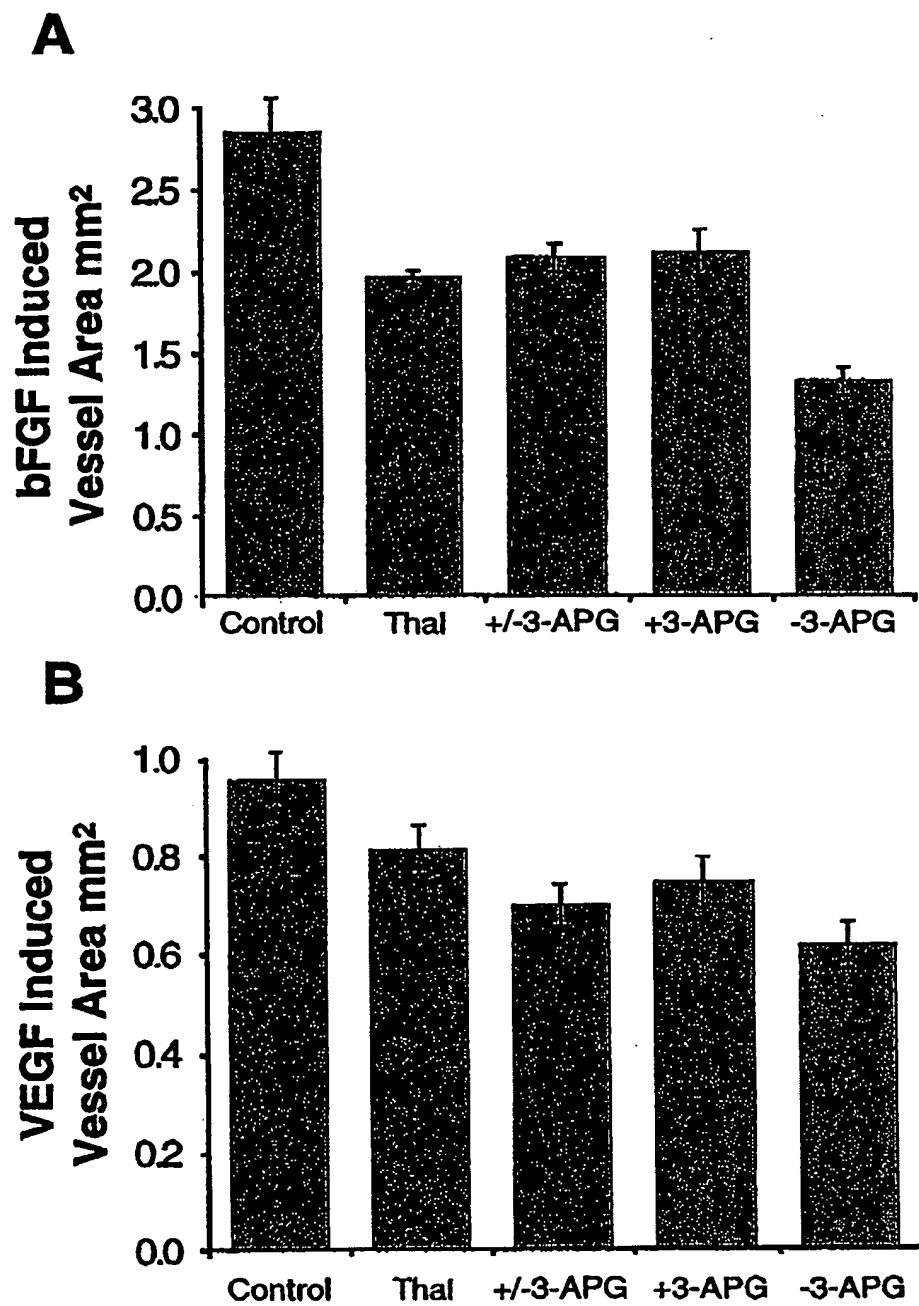 A
bFGF Induced
Vessel Area mm²
3.0
2.5
2.0
1.5
1.0
0.5
0.0
Control Thal +/-3-APG +3-APG -3-APG
B
VEGF Induced
Vessel Area mm²
1.0
0.8
0.6
0.4
0.2
0.0
Control Thal +/-3-APG +3-APG -3-APG